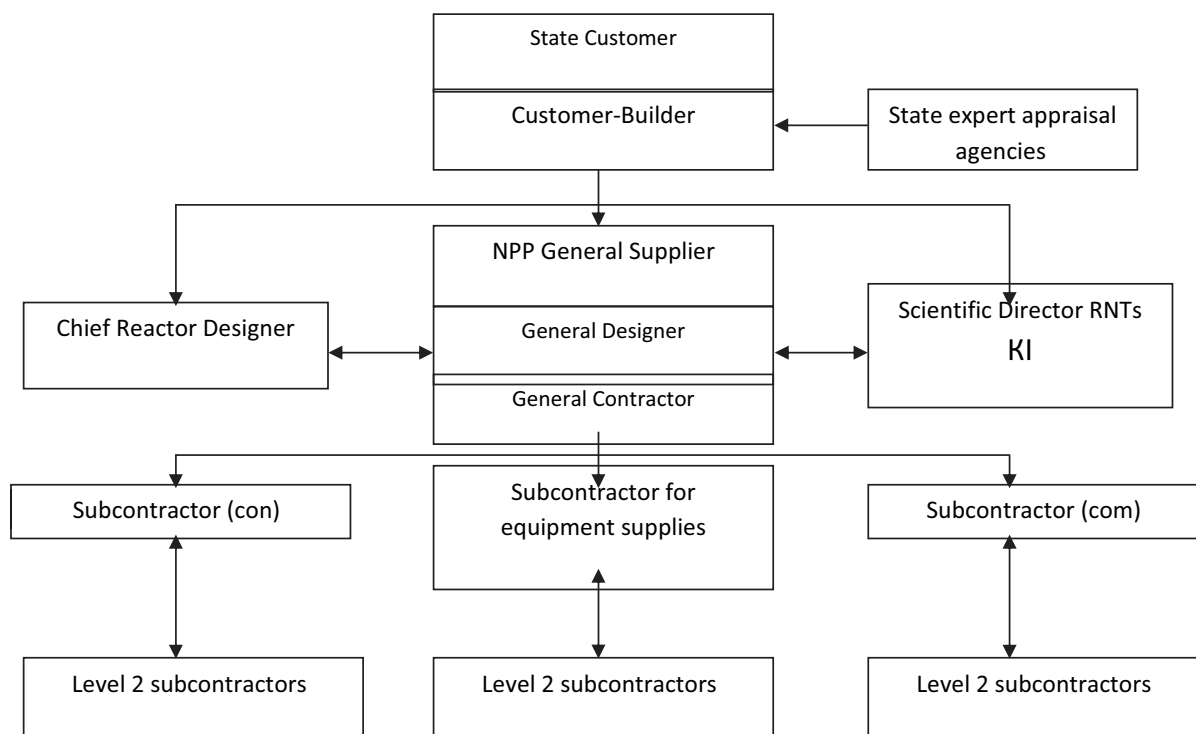 State Customer
Customer-Builder
State expert appraisal
agencies
NPP General Supplier
Chief Reactor Designer
General Designer
Scientific Director RNTs
КI
General Contractor
Subcontractor (con)
Subcontractor for
equipment supplies
Subcontractor (com)
Level 2 subcontractors
Level 2 subcontractors
Level 2 subcontractors